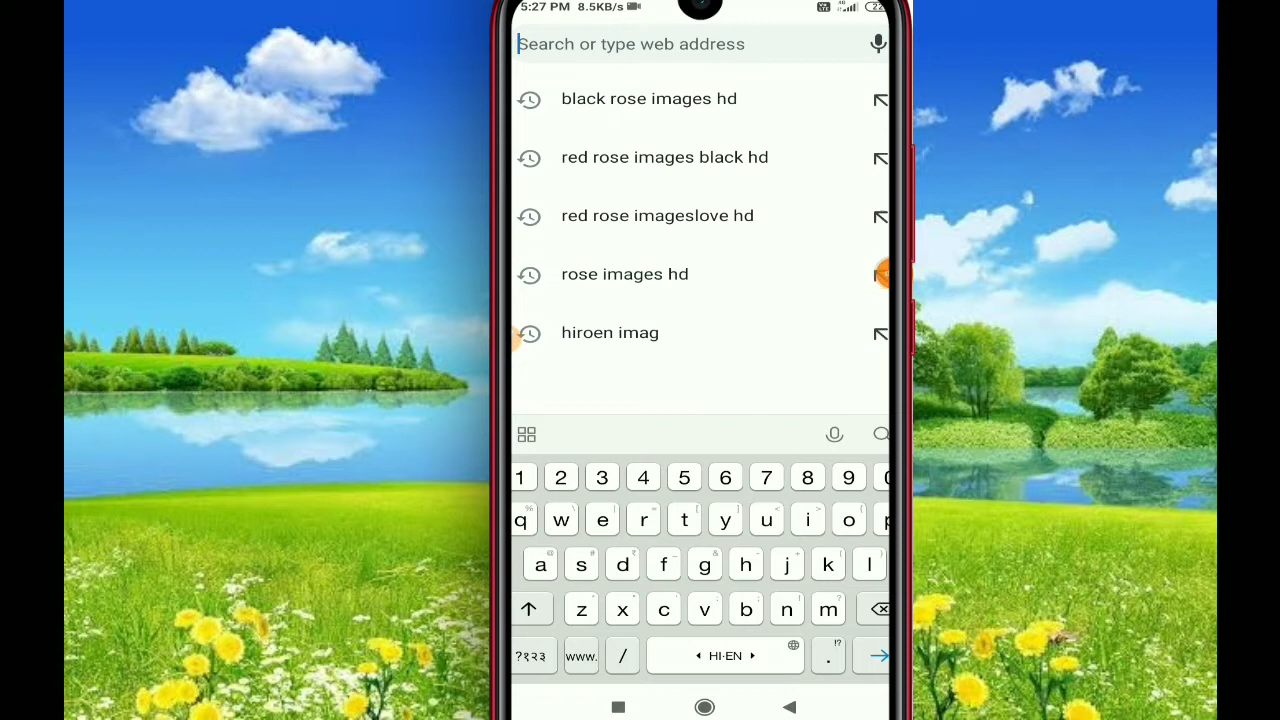 5:27 PM 8.5KB/s
Search or type web address
black rose images hd
red rose images black hd
red rose imageslove hd
rose images hd
hiroen imag
1 2 3 4 5 6 7 8 9 0
q w e r t y u i o p
a s d f g h j k l
z x c v b n m
?१२३ www. / HI-EN . !?